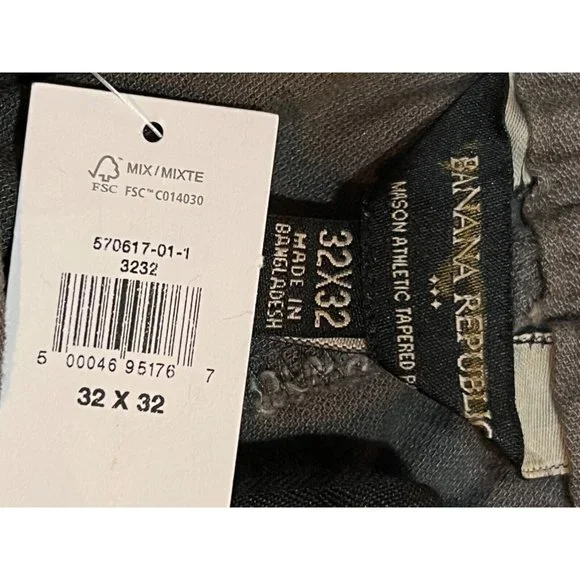 MIX/MIXTE
FSC FSC™ C014030
570617-01-1
3232
5 00046 95176 7
32 X 32
32X32
MADE IN
BANGLADESH
BANANA REPUBLIC
MASON ATHLETIC TAPERED